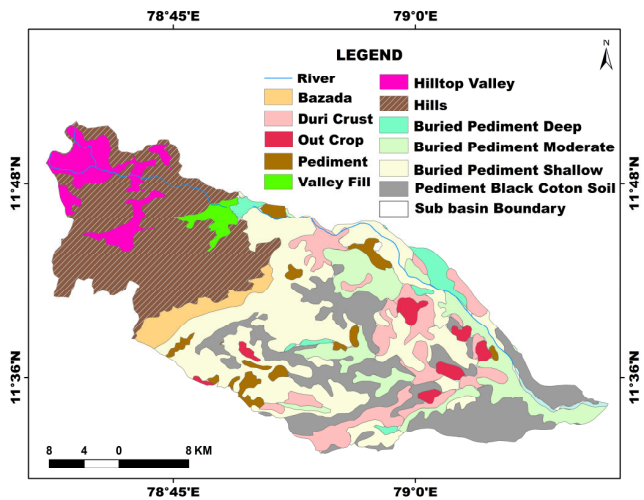 78°45'E 79°0'E
N
LEGEND
River
Bazada
Duri Crust
Out Crop
Pediment
Valley Fill
Hilltop Valley
Hills
Buried Pediment Deep
Buried Pediment Moderate
Buried Pediment Shallow
Pediment Black Coton Soil
Sub basin Boundary
11°48'N 11°48'N
11°36'N 11°36'N
8 4 0 8 KM
78°45'E 79°0'E